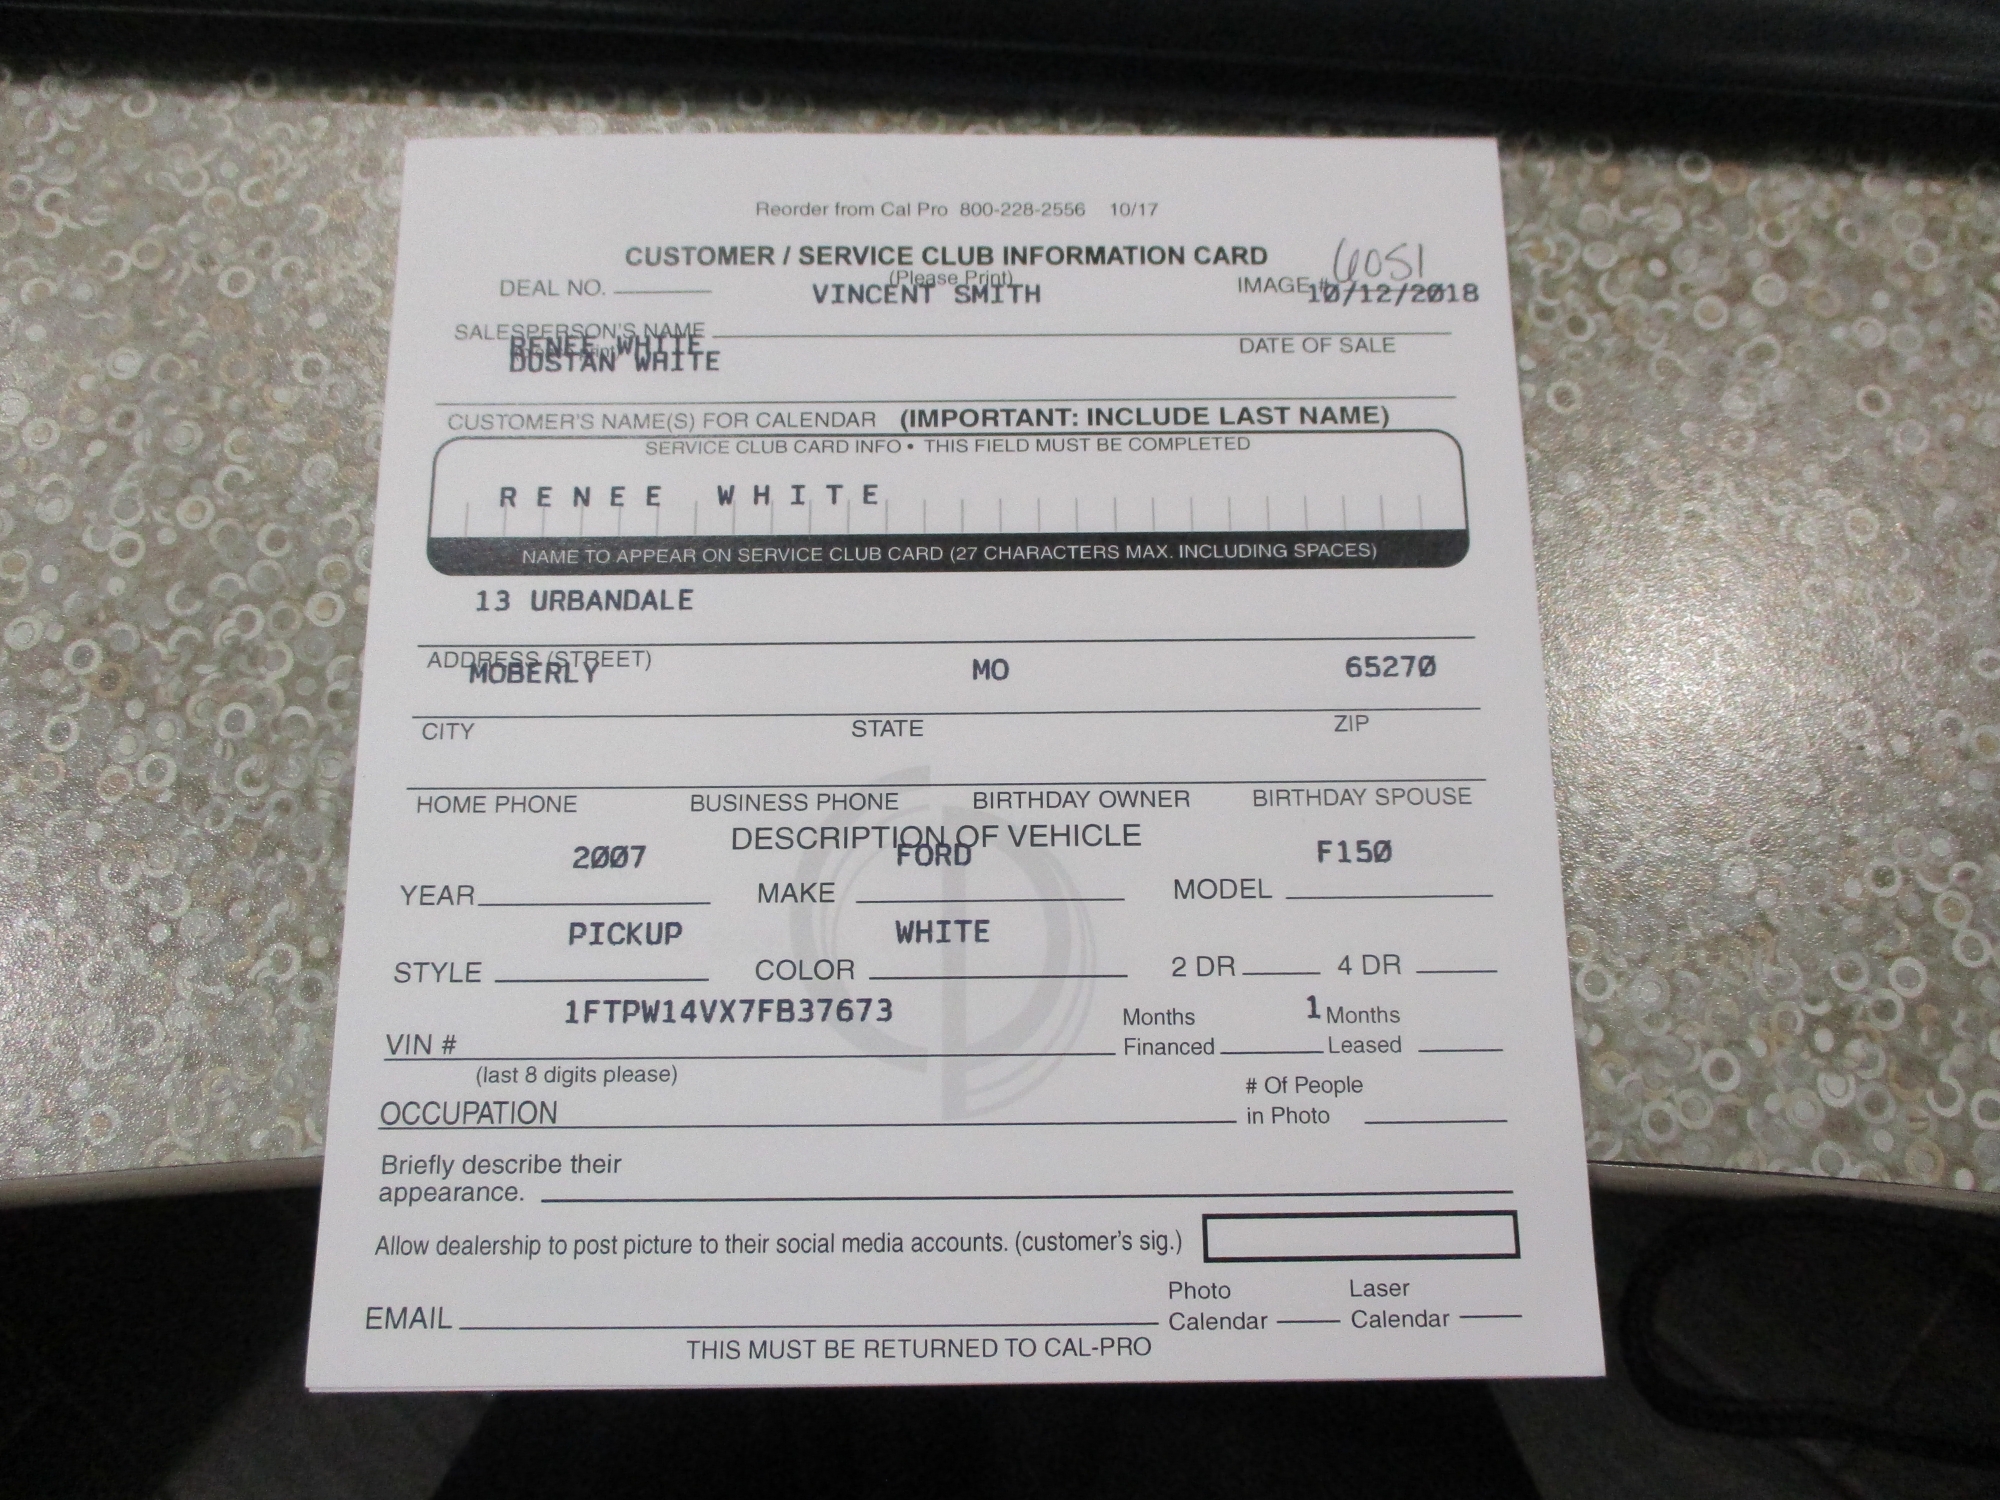 Reorder from Cal Pro 800-228-2556 10/17
CUSTOMER / SERVICE CLUB INFORMATION CARD
(Please Print)
6051
DEAL NO. VINCENT SMITH IMAGE # 10/12/2018
SALESPERSON'S NAME DATE OF SALE
RENEE WHITE
DUSTAN WHITE
CUSTOMER'S NAME(S) FOR CALENDAR (IMPORTANT: INCLUDE LAST NAME)
SERVICE CLUB CARD INFO • THIS FIELD MUST BE COMPLETED
RENEE WHITE
NAME TO APPEAR ON SERVICE CLUB CARD (27 CHARACTERS MAX. INCLUDING SPACES)
13 URBANDALE
ADDRESS (STREET)
MOBERLY MO 65270
CITY STATE ZIP
HOME PHONE BUSINESS PHONE BIRTHDAY OWNER BIRTHDAY SPOUSE
DESCRIPTION OF VEHICLE
2007 FORD F150
YEAR MAKE MODEL
PICKUP WHITE
STYLE COLOR 2 DR 4 DR
1FTPW14VX7FB37673 Months 1 Months
VIN # Financed Leased
(last 8 digits please)
# Of People
OCCUPATION in Photo
Briefly describe their
appearance.
Allow dealership to post picture to their social media accounts. (customer's sig.)
Photo Laser
EMAIL Calendar Calendar
THIS MUST BE RETURNED TO CAL-PRO